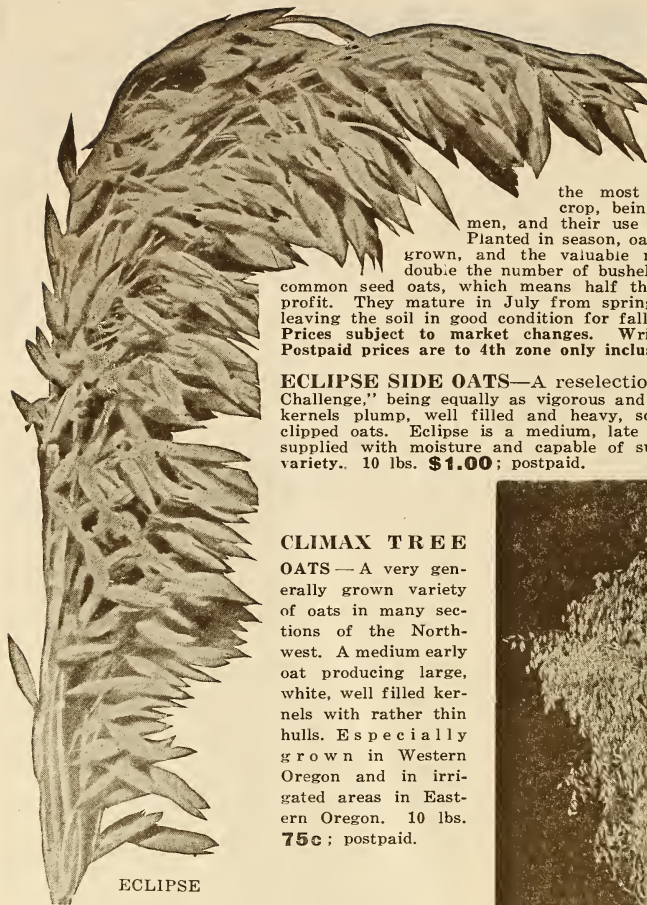 the most
crop, bein
men, and their use
Planted in season, oa
grown, and the valuable
double the number of bushel
common seed oats, which means half th
profit. They mature in July from spring
leaving the soil in good condition for fall
Prices subject to market changes. Wri
Postpaid prices are to 4th zone only inclu
ECLIPSE SIDE OATS—A reselectio
Challenge," being equally as vigorous and
kernels plump, well filled and heavy, so
clipped oats. Eclipse is a medium, late
supplied with moisture and capable of su
variety.. 10 lbs. $1.00; postpaid.
CLIMAX TREE
OATS — A very gen-
erally grown variety
of oats in many sec-
tions of the North-
west. A medium early
oat producing large,
white, well filled ker-
nels with rather thin
hulls. Especially
grown in Western
Oregon and in irri-
gated areas in East-
ern Oregon. 10 lbs.
75c; postpaid.
ECLIPSE